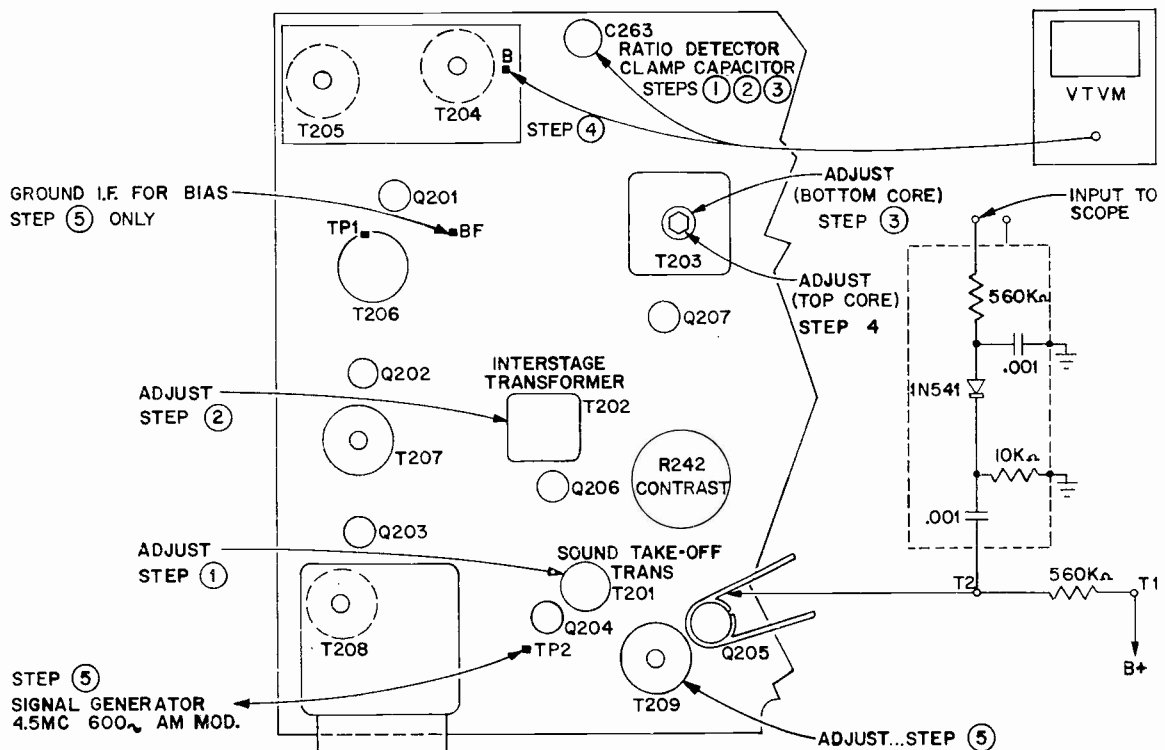 C263
RATIO DETECTOR
CLAMP CAPACITOR
STEPS ① ② ③
B
T205
T204
STEP ④
VTVM
GROUND I.F. FOR BIAS
STEP ⑤ ONLY
Q201
TP1
BF
T206
ADJUST
(BOTTOM CORE)
STEP ③
T203
ADJUST
(TOP CORE)
STEP 4
INPUT TO
SCOPE
560KΩ
.001
1N541
10KΩ
.001
Q207
Q202
INTERSTAGE
TRANSFORMER
T202
ADJUST
STEP ②
T207
Q206
R242
CONTRAST
Q203
ADJUST
STEP ①
SOUND TAKE-OFF
TRANS
T201
T2
560KΩ
T1
B+
Q204
Q205
T208
TP2
T209
STEP ⑤
SIGNAL GENERATOR
4.5MC 600~ AM MOD.
ADJUST...STEP ⑤